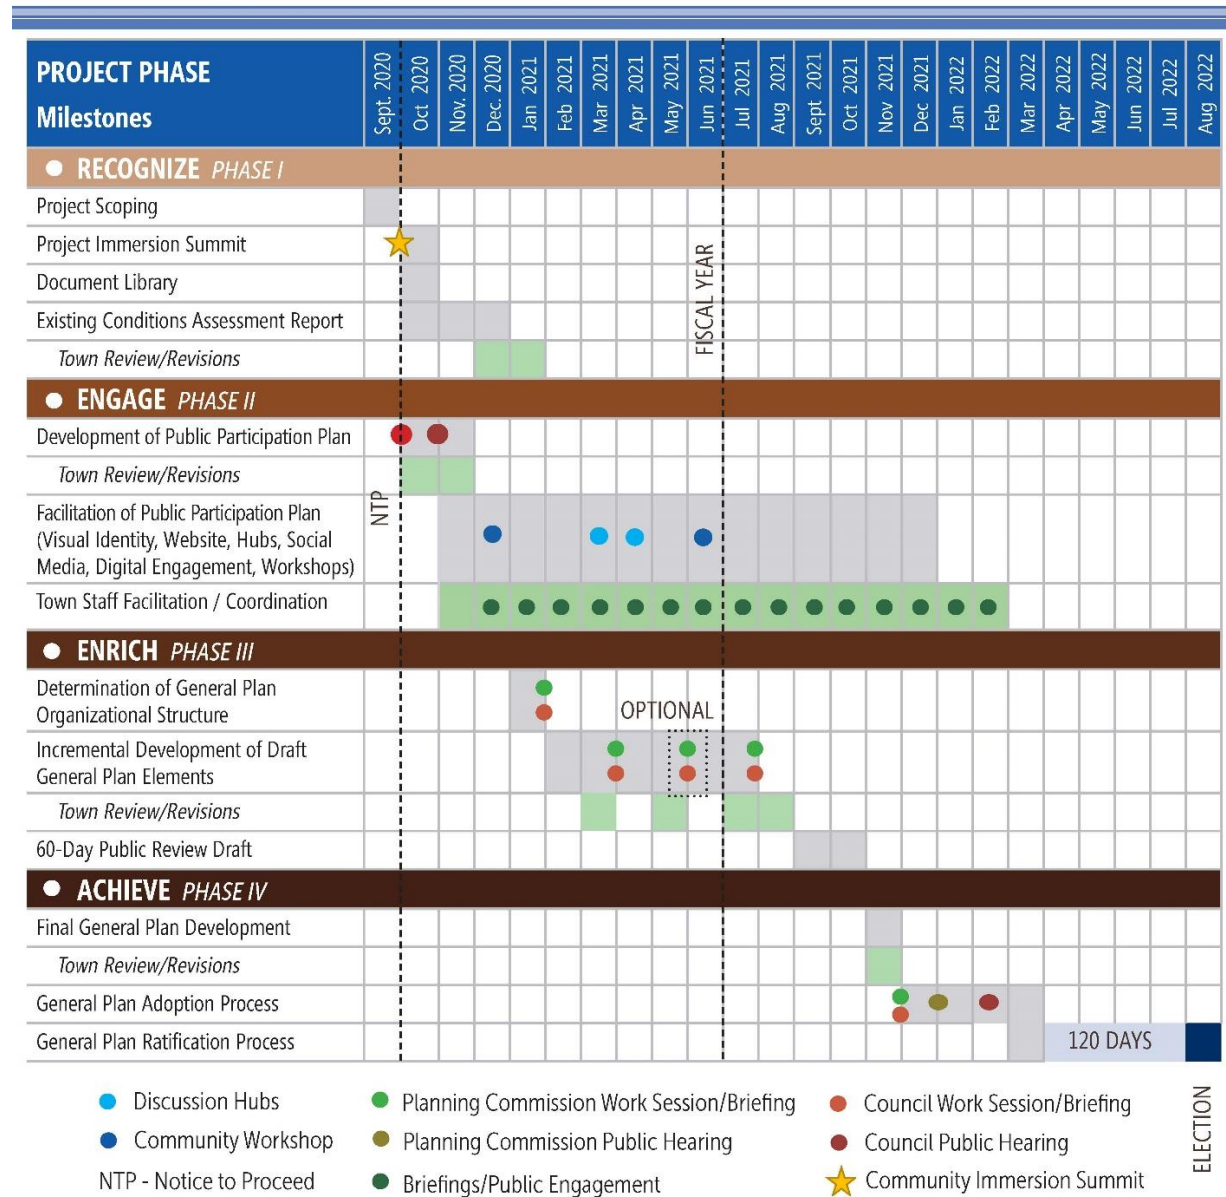 PROJECT PHASE
Milestones
Sept. 2020
Oct 2020
Nov. 2020
Dec. 2020
Jan 2021
Feb 2021
Mar 2021
Apr 2021
May 2021
Jun 2021
Jul 2021
Aug 2021
Sept 2021
Oct 2021
Nov 2021
Dec 2021
Jan 2022
Feb 2022
Mar 2022
Apr 2022
May 2022
Jun 2022
Jul 2022
Aug 2022
RECOGNIZE PHASE I
Project Scoping
Project Immersion Summit
Document Library
Existing Conditions Assessment Report
Town Review/Revisions
FISCAL YEAR
ENGAGE PHASE II
Development of Public Participation Plan
Town Review/Revisions
NTP
Facilitation of Public Participation Plan
(Visual Identity, Website, Hubs, Social
Media, Digital Engagement, Workshops)
Town Staff Facilitation / Coordination
ENRICH PHASE III
Determination of General Plan
Organizational Structure
OPTIONAL
Incremental Development of Draft
General Plan Elements
Town Review/Revisions
60-Day Public Review Draft
ACHIEVE PHASE IV
Final General Plan Development
Town Review/Revisions
General Plan Adoption Process
General Plan Ratification Process
120 DAYS
ELECTION
Discussion Hubs
Planning Commission Work Session/Briefing
Council Work Session/Briefing
Community Workshop
Planning Commission Public Hearing
Council Public Hearing
NTP - Notice to Proceed
Briefings/Public Engagement
Community Immersion Summit